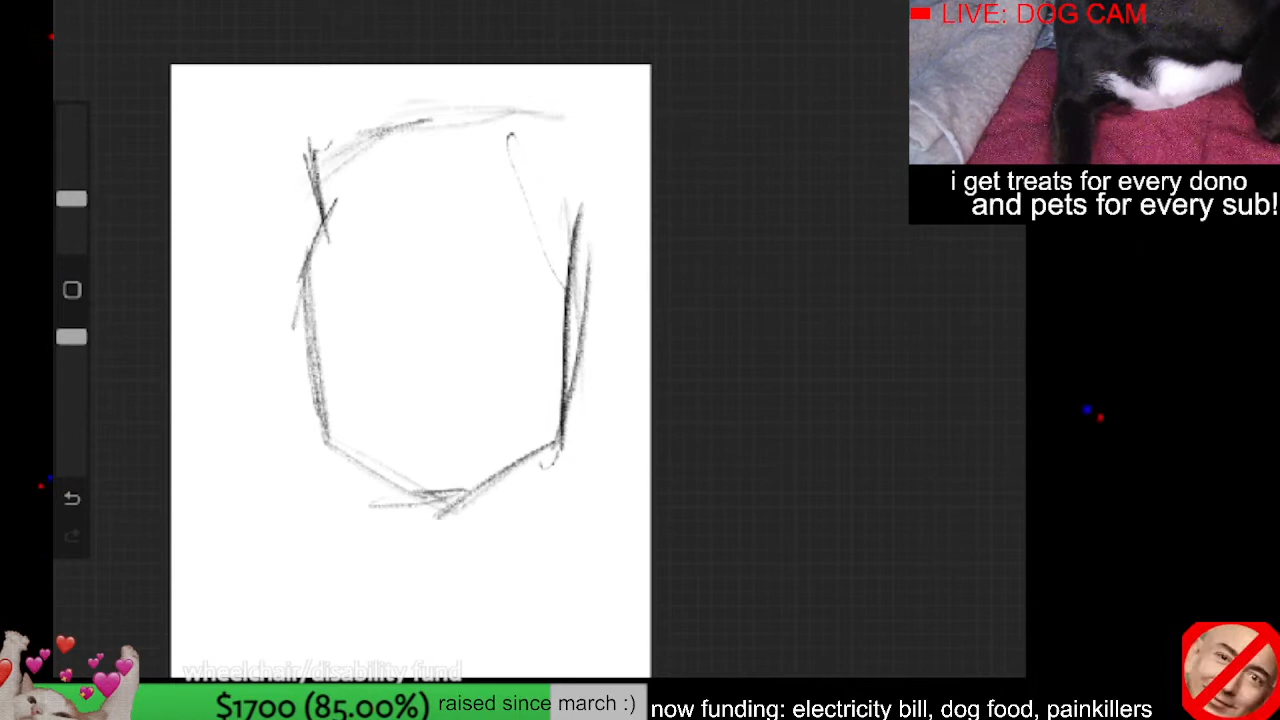 LIVE: DOG CAM
i get treats for every dono
and pets for every sub!
wheelchair/disability fund
$1700 (85.00%) raised since march :)
now funding: electricity bill, dog food, painkillers